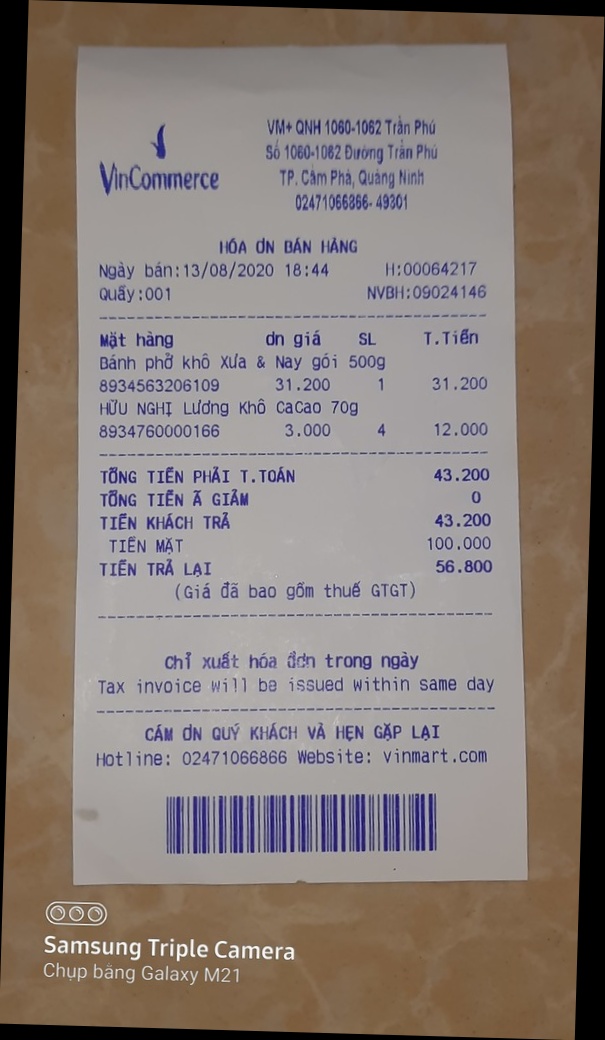 VinCommerce
VM+ QNH 1060-1062 Trần Phú
Số 1060-1062 Đường Trần Phú
TP. Cẩm Phả, Quảng Ninh
02471066866- 49301
HÓA ĐƠN BÁN HÀNG
Ngày bán:13/08/2020 18:44 H:00064217
Quầy:001 NVBH:09024146
Mặt hàng đn giá SL T.Tiền
Bánh phở khô Xưa & Nay gói 500g
8934563206109 31.200 1 31.200
HỮU NGHỊ Lương Khô CaCao 70g
8934760000166 3.000 4 12.000
TỔNG TIỀN PHẢI T.TOÁN 43.200
TỔNG TIỀN Ã GIẢM 0
TIỀN KHÁCH TRẢ 43.200
TIỀN MẶT 100.000
TIỀN TRẢ LẠI 56.800
(Giá đã bao gồm thuế GTGT)
Chỉ xuất hóa đơn trong ngày
Tax invoice will be issued within same day
CÁM ƠN QUÝ KHÁCH VÀ HẸN GẶP LẠI
Hotline: 02471066866 Website: vinmart.com
Samsung Triple Camera
Chụp bằng Galaxy M21